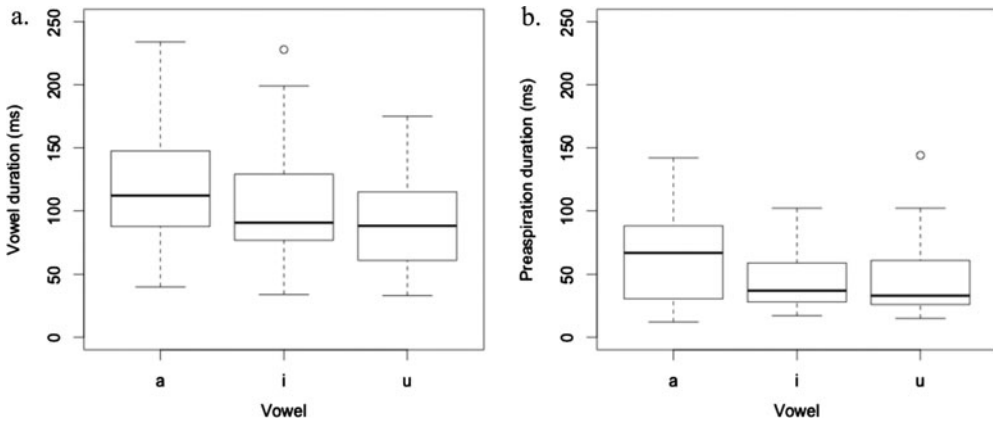 a.
Vowel duration (ms)
250
200
150
100
50
0
a i u
Vowel
b.
Preaspiration duration (ms)
250
200
150
100
50
0
a i u
Vowel